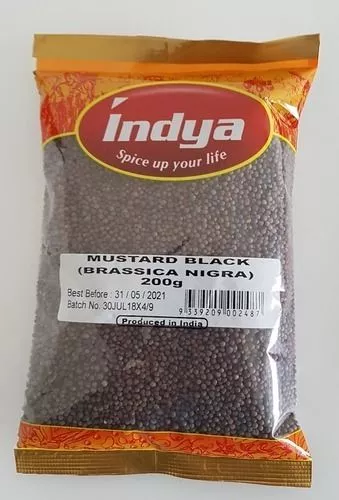 índya
Spice up your life
MUSTARD BLACK
(BRASSICA NIGRA)
200g
Best Before : 31 / 05 / 2021
Batch No. 30JUL18X4/9
9 339209 002487
Produced in India